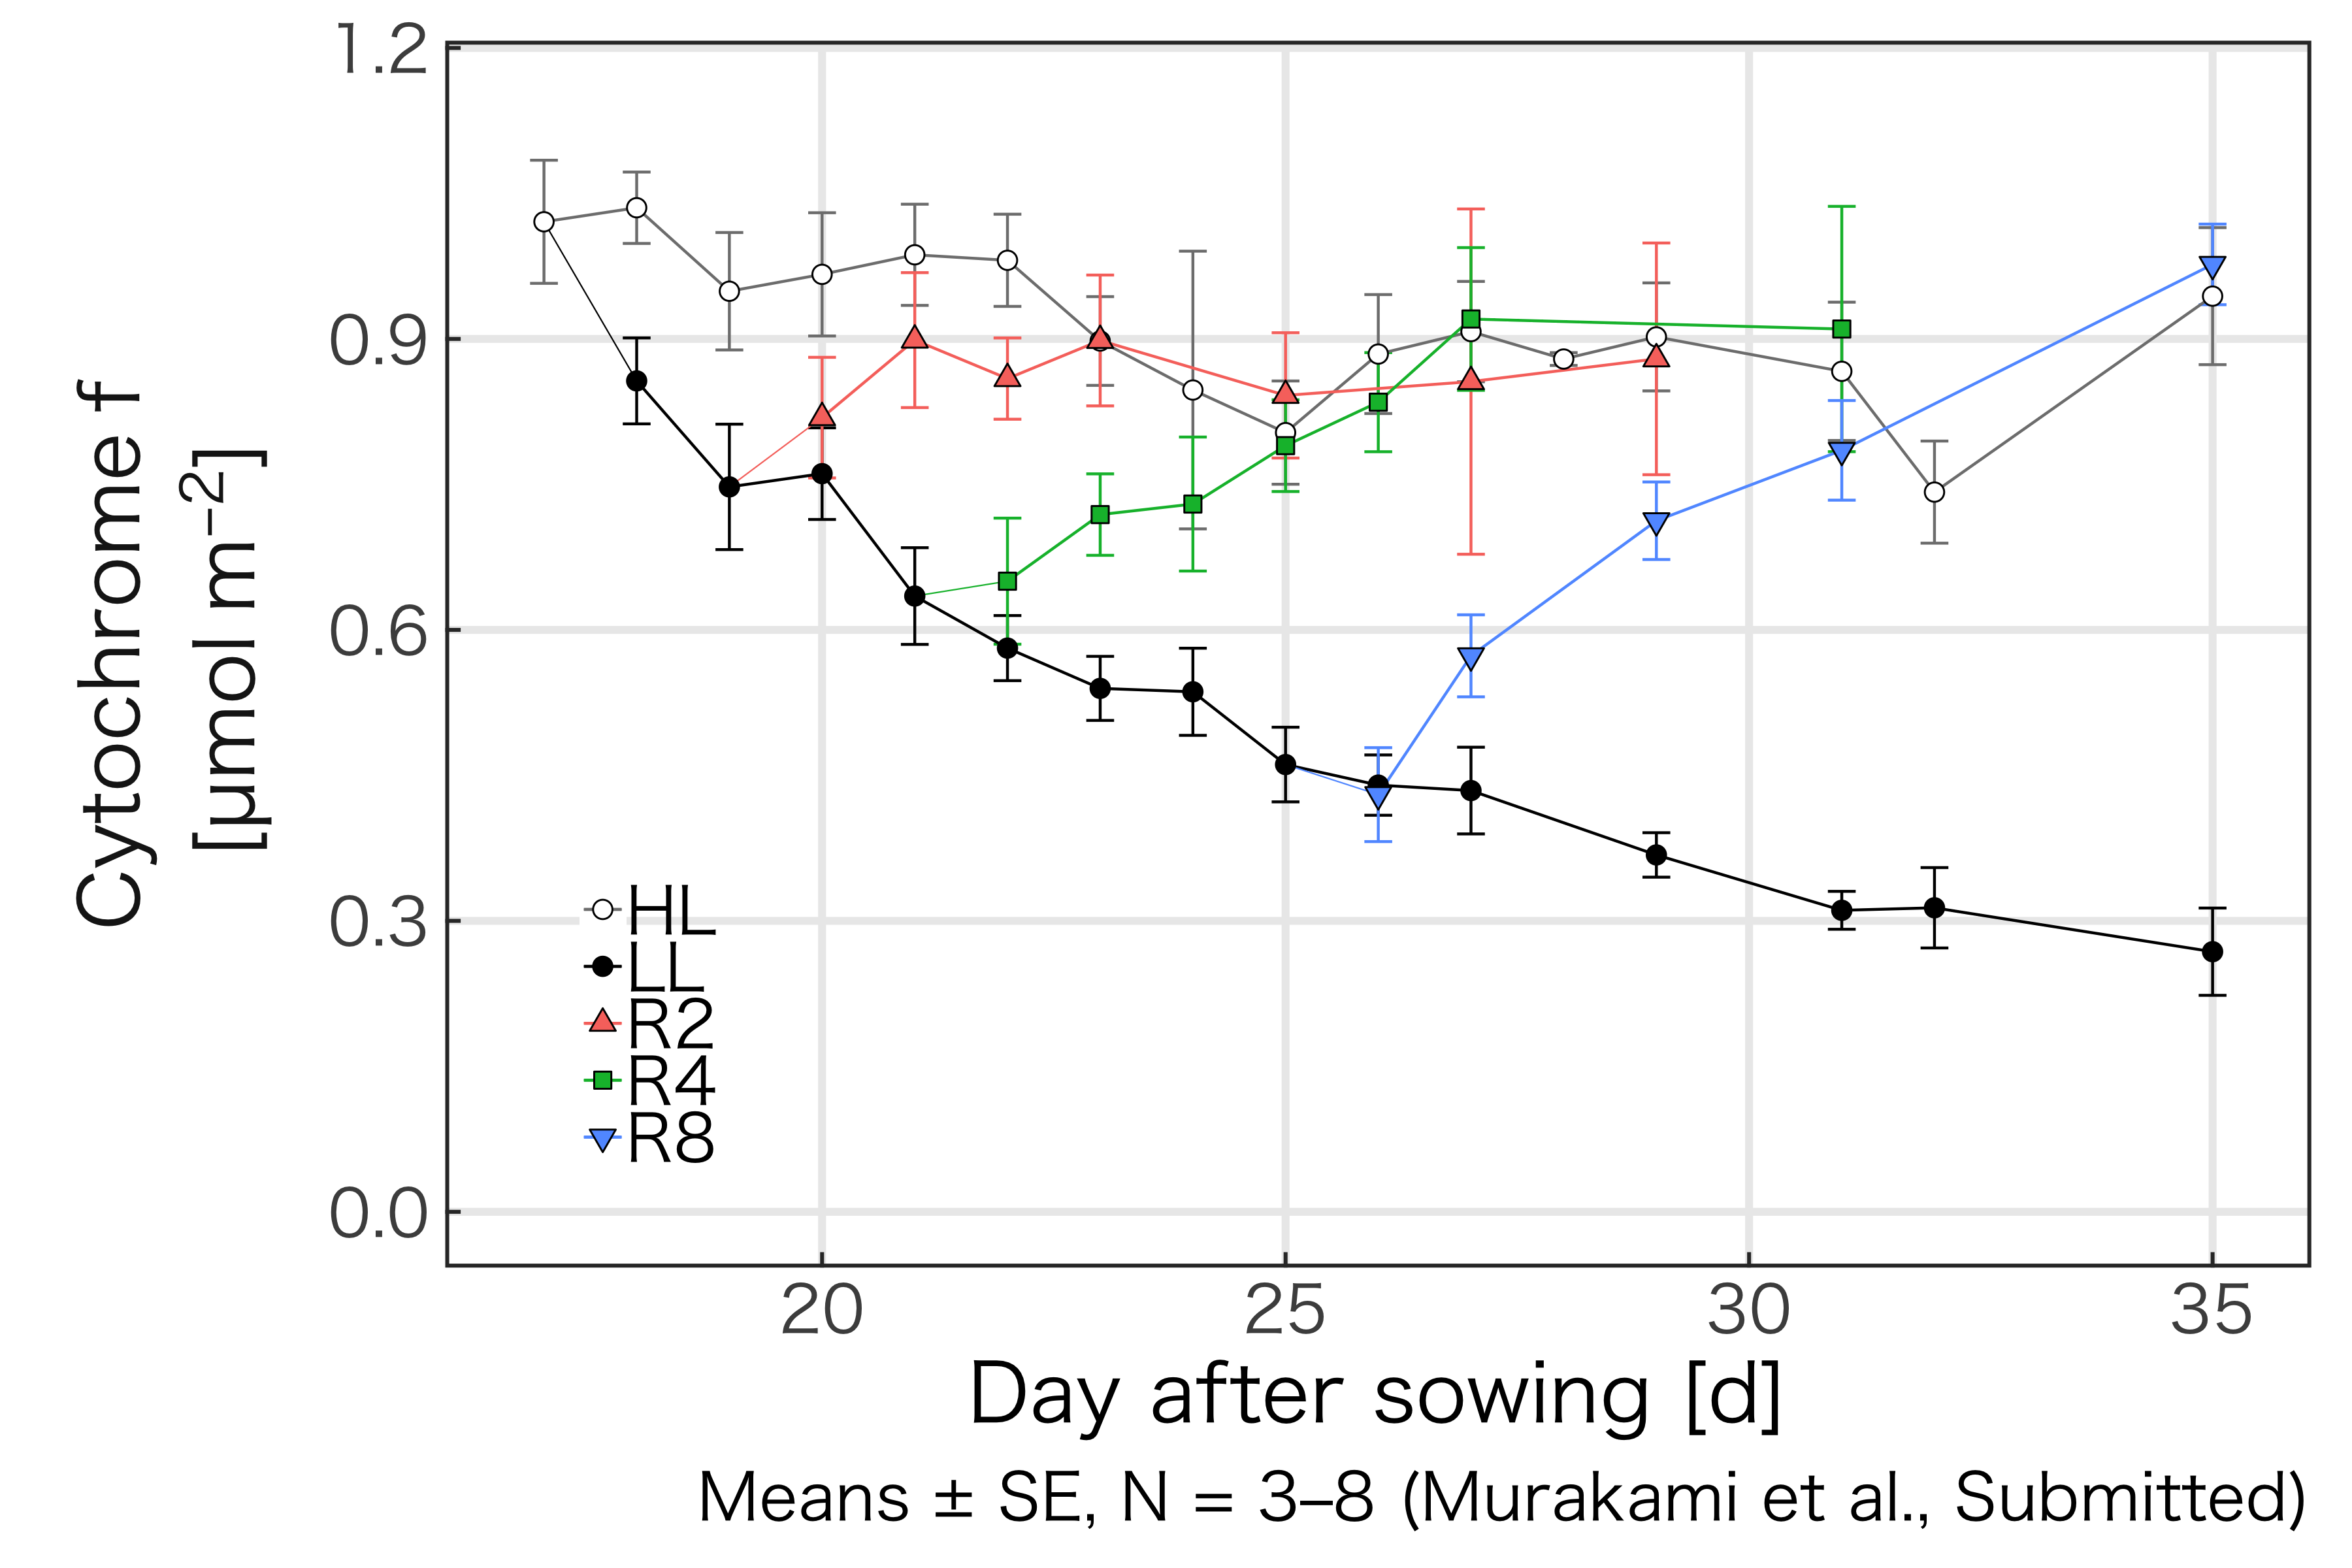 Cytochrome f
[μmol m⁻²]
1.2
0.9
0.6
0.3
0.0
HL
LL
R2
R4
R8
20 25 30 35
Day after sowing [d]
Means ± SE, N = 3–8 (Murakami et al., Submitted)